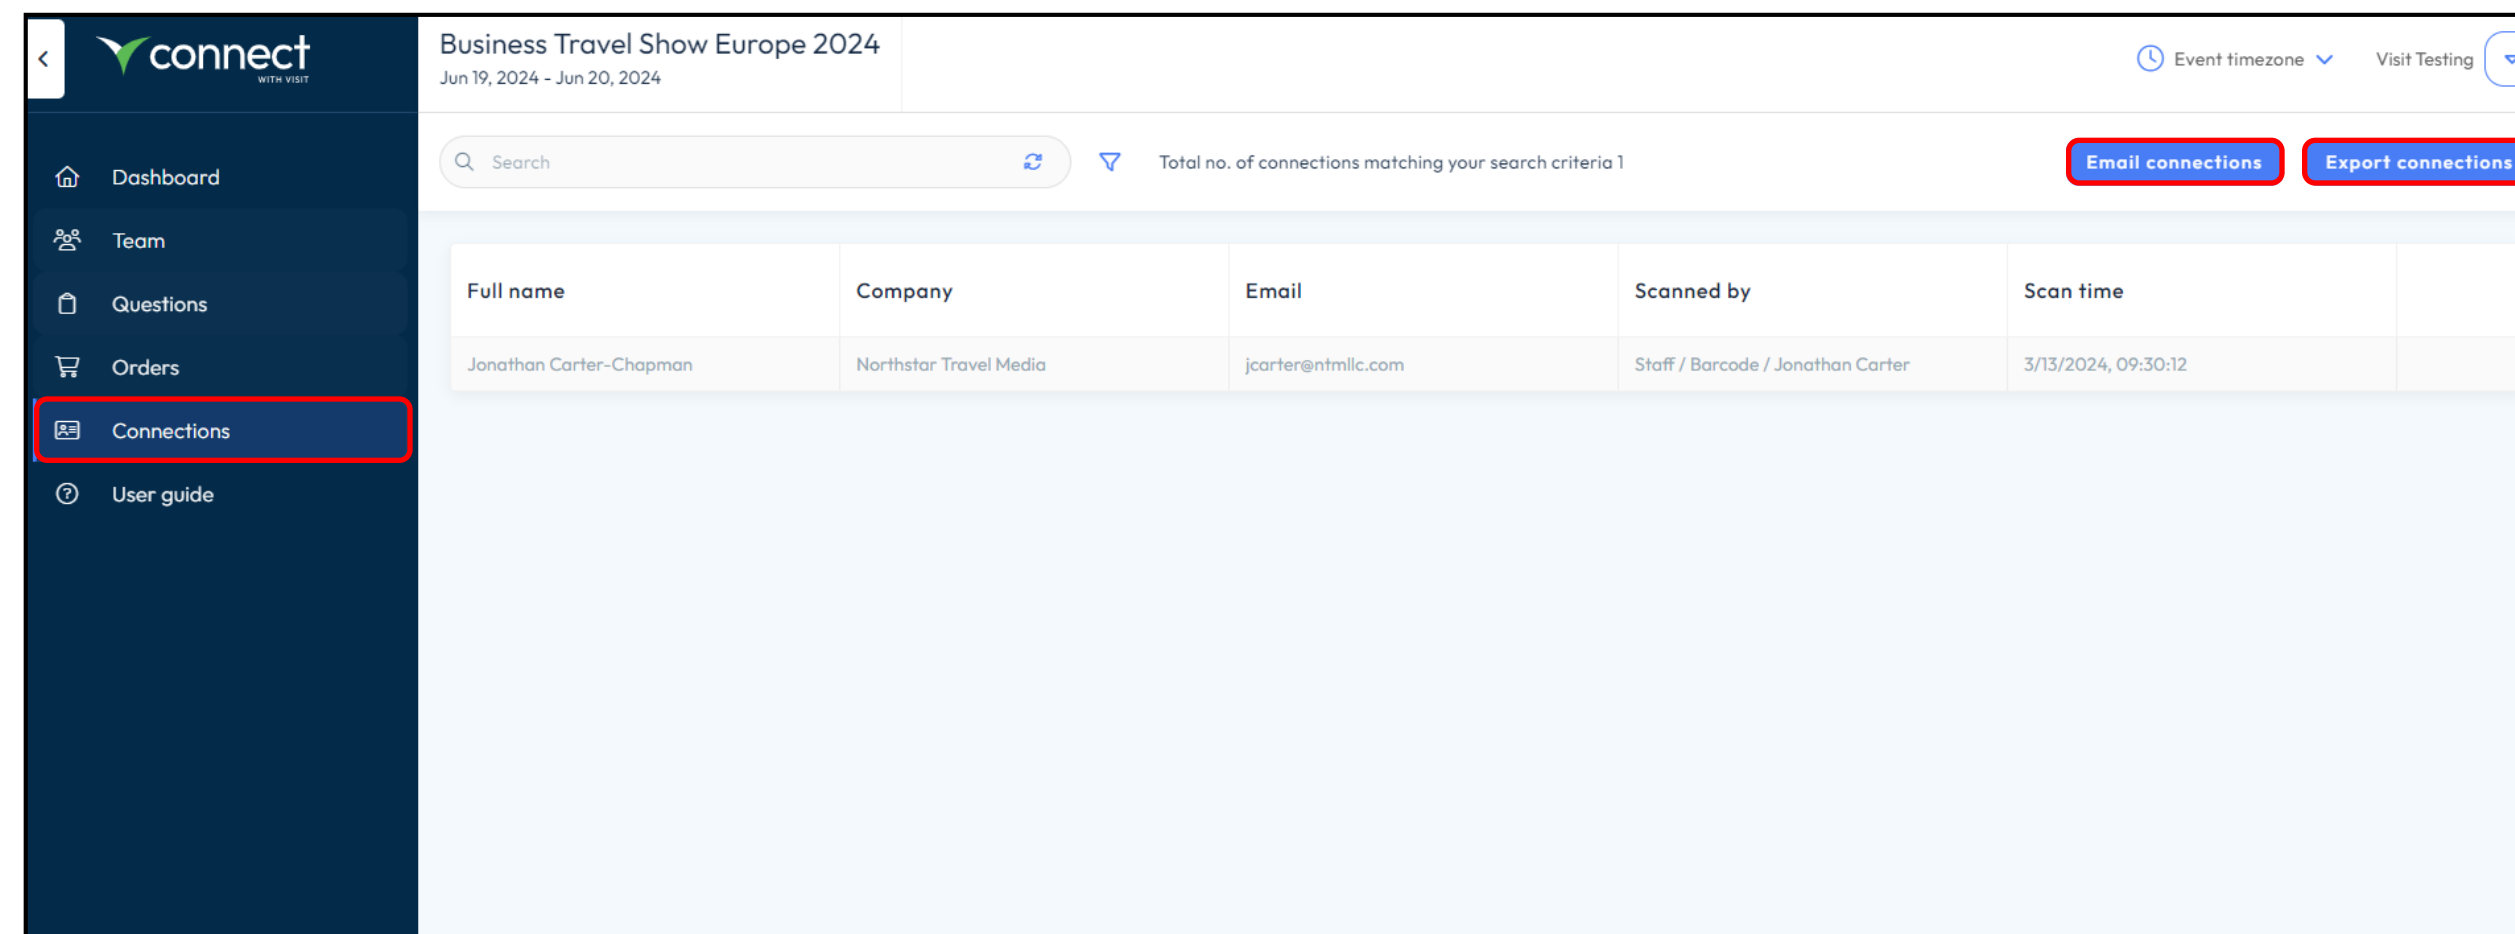 connect
WITH VISIT
Business Travel Show Europe 2024
Jun 19, 2024 - Jun 20, 2024
Event timezone
Visit Testing
Dashboard
Team
Questions
Orders
Connections
User guide
Search
Total no. of connections matching your search criteria 1
Email connections
Export connections
Full name Company Email Scanned by Scan time
Jonathan Carter-Chapman Northstar Travel Media jcarter@ntmllc.com Staff / Barcode / Jonathan Carter 3/13/2024, 09:30:12